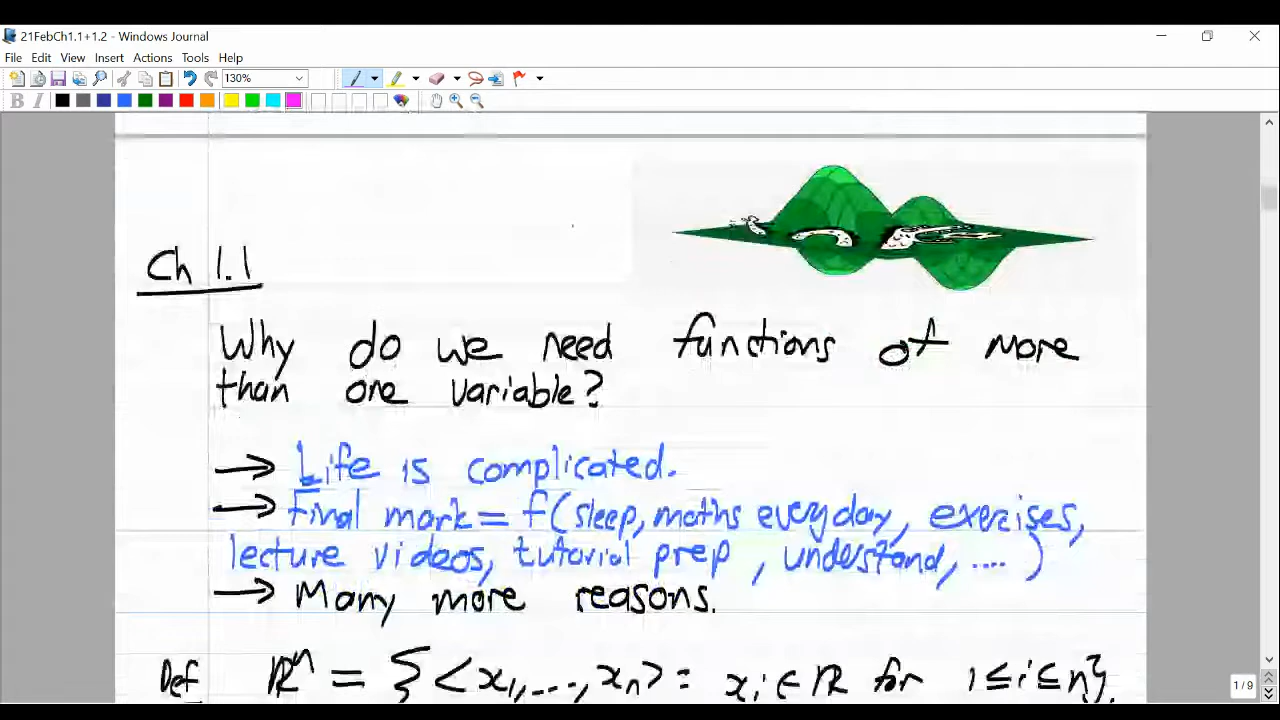 21FebCh1.1+1.2 - Windows Journal
File Edit View Insert Actions Tools Help
130%
B I
Ch 1.1
Why do we need functions of more
than one variable?
→ Life is complicated.
→ Final mark = f(sleep, maths everyday, exercises,
lecture videos, tutorial prep, understand, .... )
→ Many more reasons.
Def ℝⁿ = {<x₁,...,xₙ> : xᵢ ∈ ℝ for 1≤i≤n}.
1 / 9